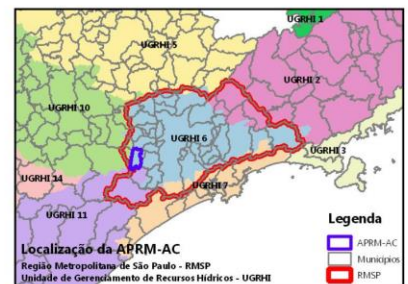 UGRHI 1
UGRHI 5
UGRHI 2
UGRHI 10
UGRHI 6
UGRHI 3
UGRHI 14
UGRHI 7
UGRHI 11
Legenda
APRM-AC
Municípios
RMSP
Localização da APRM-AC
Região Metropolitana de São Paulo - RMSP
Unidade de Gerenciamento de Recursos Hídricos - UGRHI